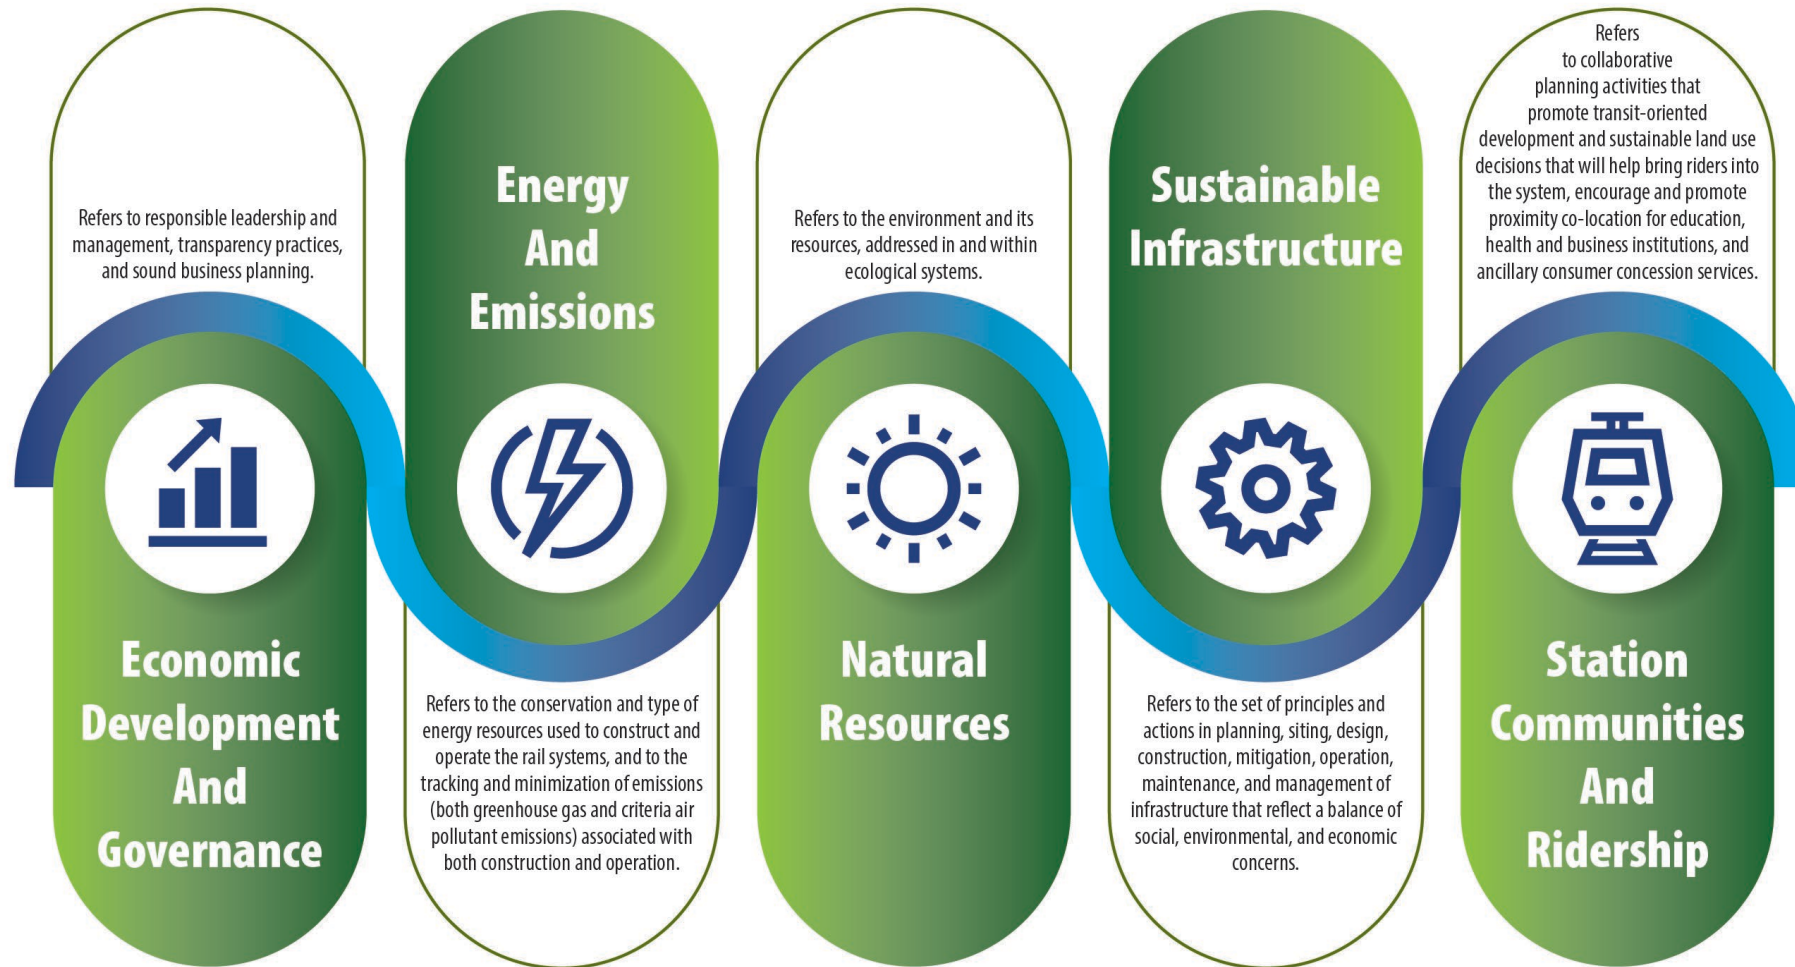 Refers to responsible leadership and
management, transparency practices,
and sound business planning.
Economic
Development
And
Governance
Energy
And
Emissions
Refers to the conservation and type of
energy resources used to construct and
operate the rail systems, and to the
tracking and minimization of emissions
(both greenhouse gas and criteria air
pollutant emissions) associated with
both construction and operation.
Refers to the environment and its
resources, addressed in and within
ecological systems.
Natural
Resources
Sustainable
Infrastructure
Refers to the set of principles and
actions in planning, siting, design,
construction, mitigation, operation,
maintenance, and management of
infrastructure that reflect a balance of
social, environmental, and economic
concerns.
Refers
to collaborative
planning activities that
promote transit-oriented
development and sustainable land use
decisions that will help bring riders into
the system, encourage and promote
proximity co-location for education,
health and business institutions, and
ancillary consumer concession services.
Station
Communities
And
Ridership